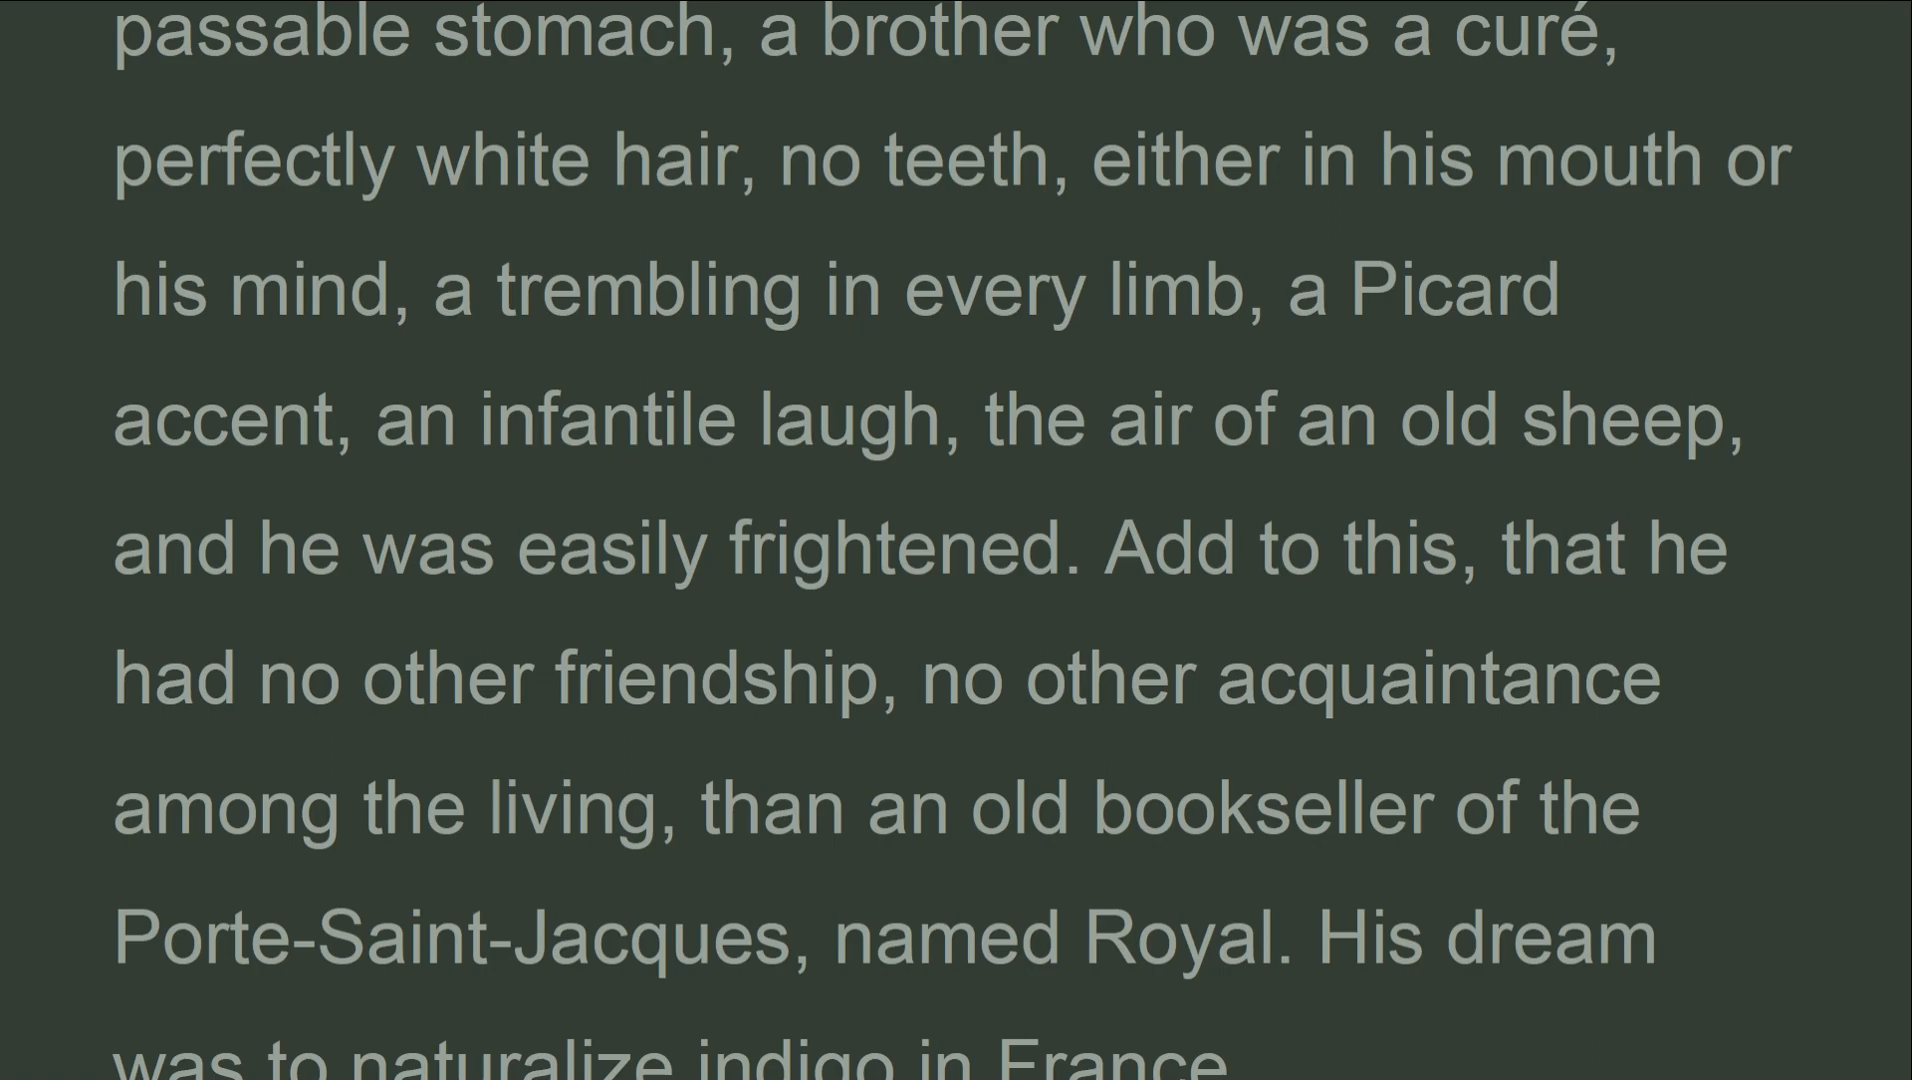 passable stomach, a brother who was a curé,
perfectly white hair, no teeth, either in his mouth or
his mind, a trembling in every limb, a Picard
accent, an infantile laugh, the air of an old sheep,
and he was easily frightened. Add to this, that he
had no other friendship, no other acquaintance
among the living, than an old bookseller of the
Porte-Saint-Jacques, named Royal. His dream
was to naturalize indigo in France